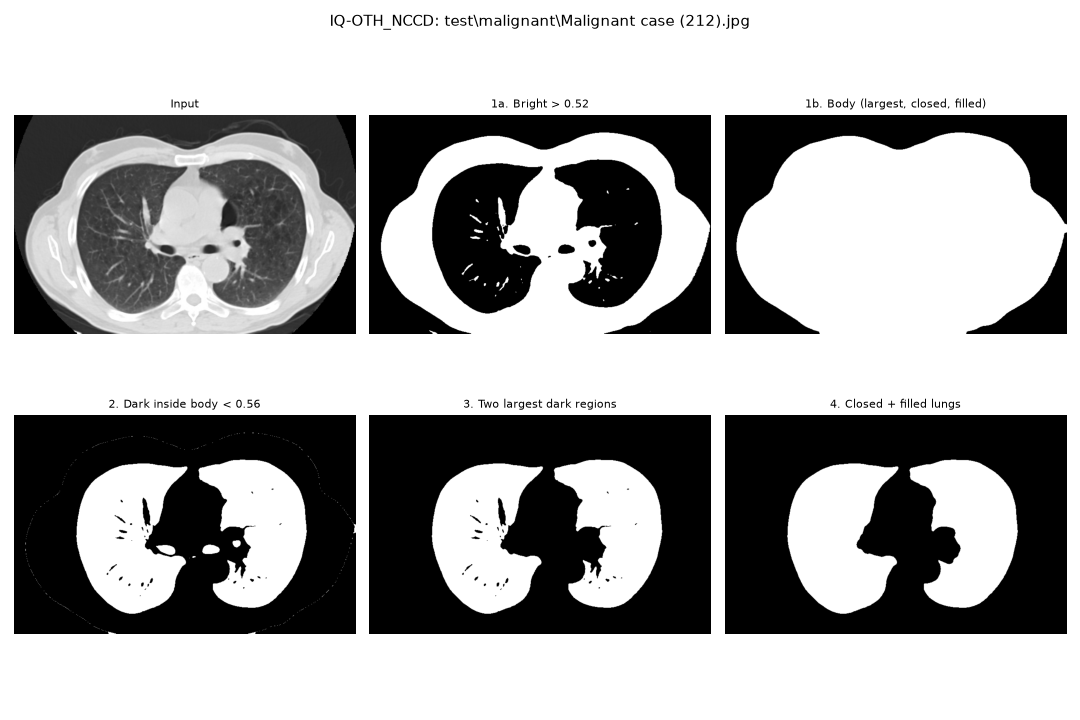 IQ-OTH_NCCD: test\malignant\Malignant case (212).jpg
Input
1a. Bright > 0.52
1b. Body (largest, closed, filled)
2. Dark inside body < 0.56
3. Two largest dark regions
4. Closed + filled lungs